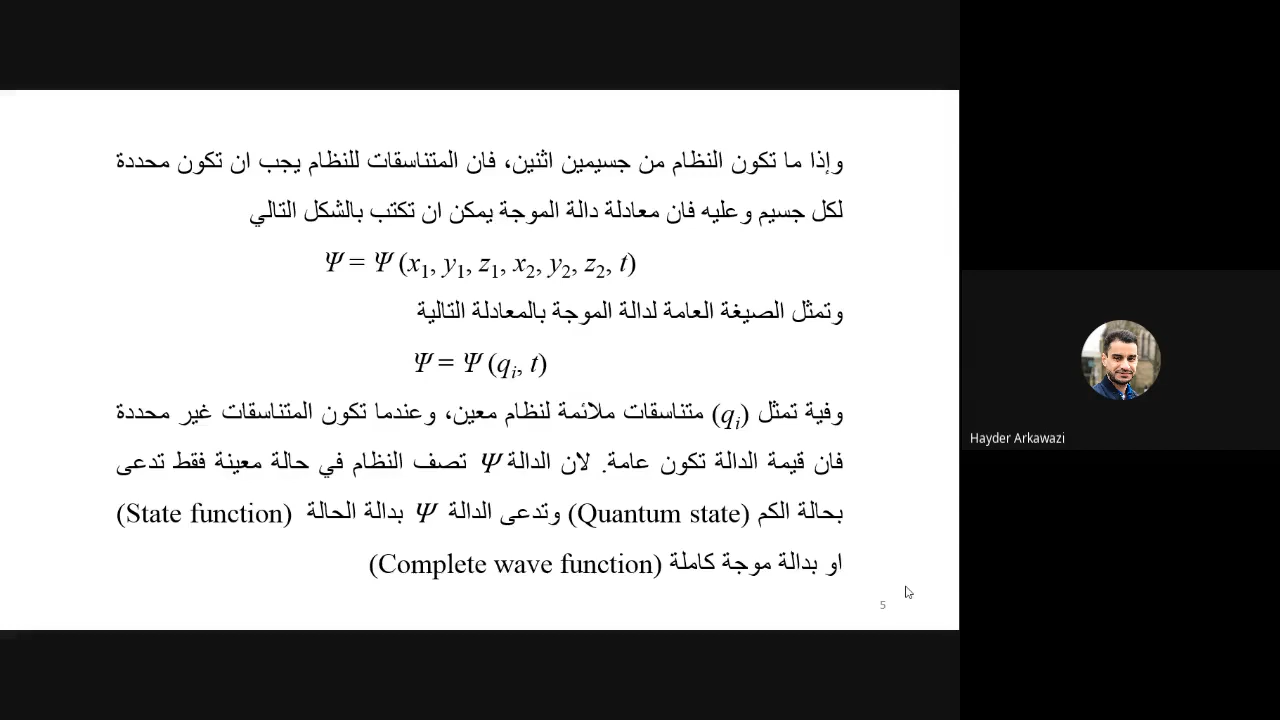 وإذا ما تكون النظام من جسيمين اثنين، فان المتناسقات للنظام يجب ان تكون محددة
لكل جسيم وعليه فان معادلة دالة الموجة يمكن ان تكتب بالشكل التالي
Ψ = Ψ (x₁, y₁, z₁, x₂, y₂, z₂, t)
وتمثل الصيغة العامة لدالة الموجة بالمعادلة التالية
Ψ = Ψ (qᵢ, t)
وفية تمثل (qᵢ) متناسقات ملائمة لنظام معين، وعندما تكون المتناسقات غير محددة
فان قيمة الدالة تكون عامة. لان الدالة Ψ تصف النظام في حالة معينة فقط تدعى
بحالة الكم (Quantum state) وتدعى الدالة Ψ بدالة الحالة (State function)
او بدالة موجة كاملة (Complete wave function)
5
Hayder Arkawazi